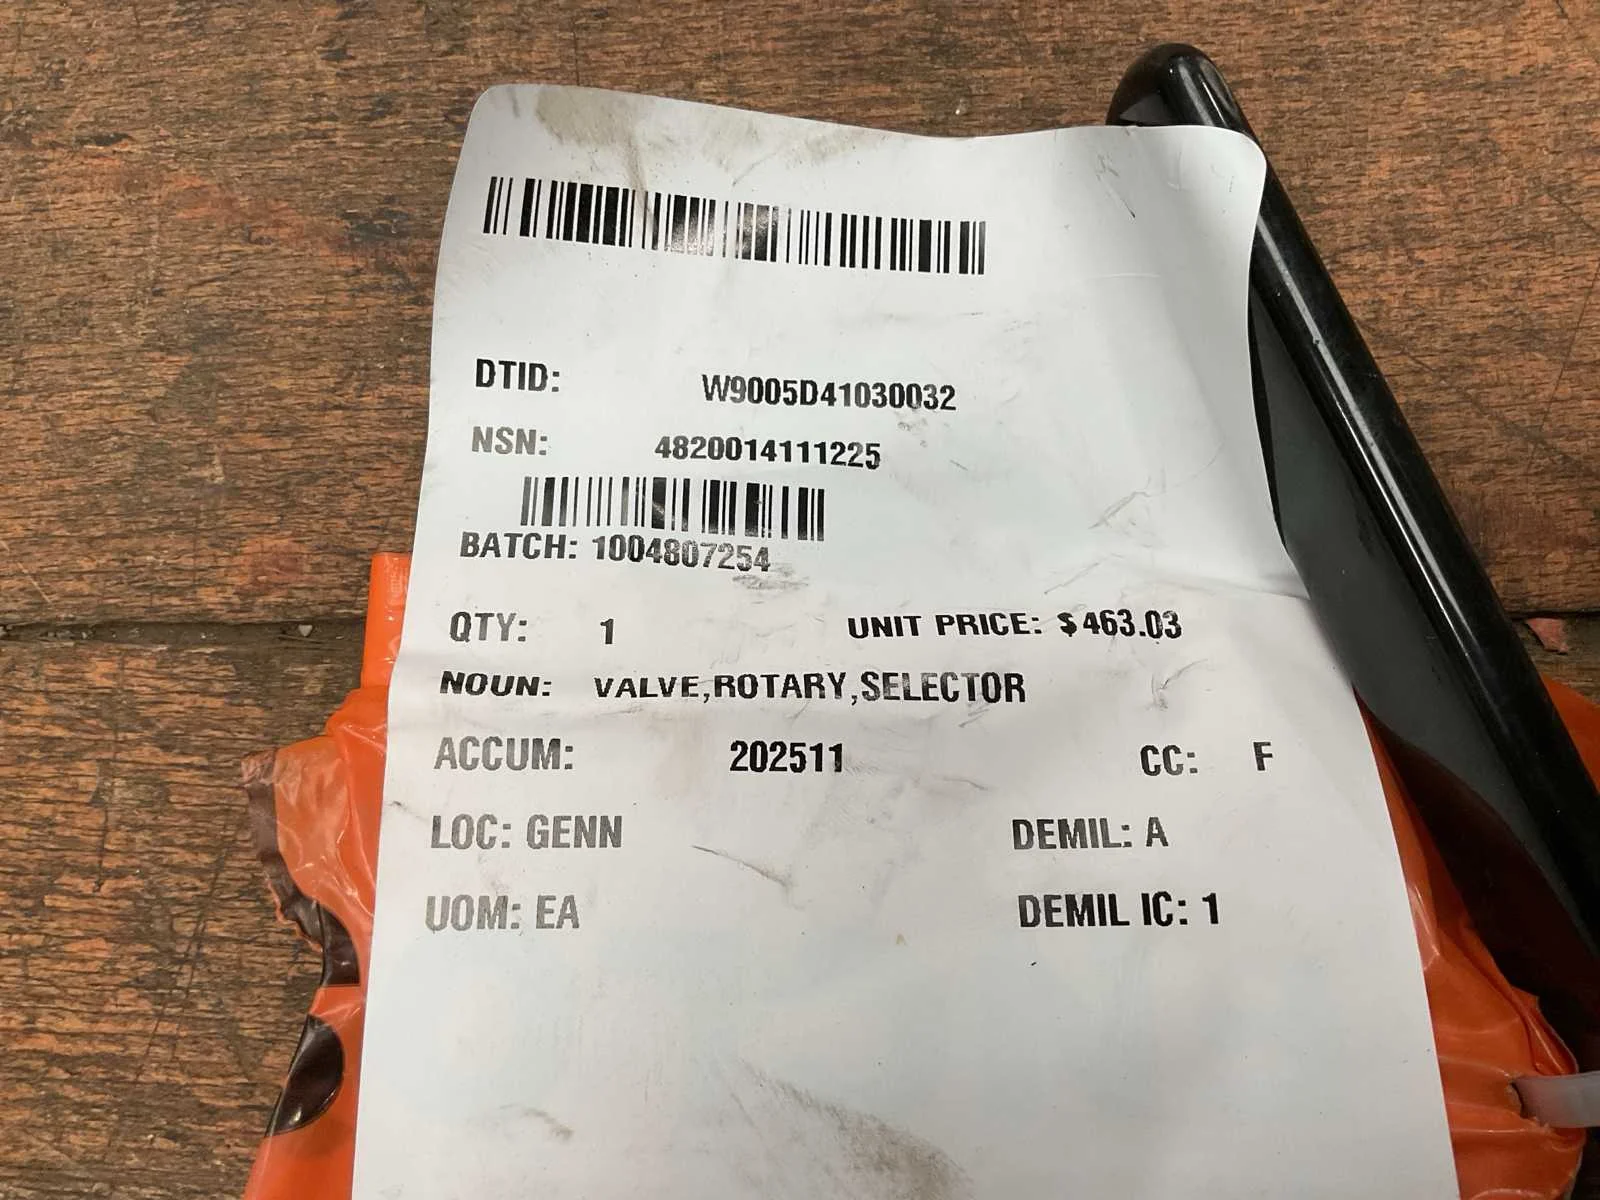 DTID: W9005D41030032
NSN: 4820014111225
BATCH: 1004807254
QTY: 1 UNIT PRICE: $463.03
NOUN: VALVE,ROTARY,SELECTOR
ACCUM: 202511 CC: F
LOC: GENN DEMIL: A
UOM: EA DEMIL IC: 1